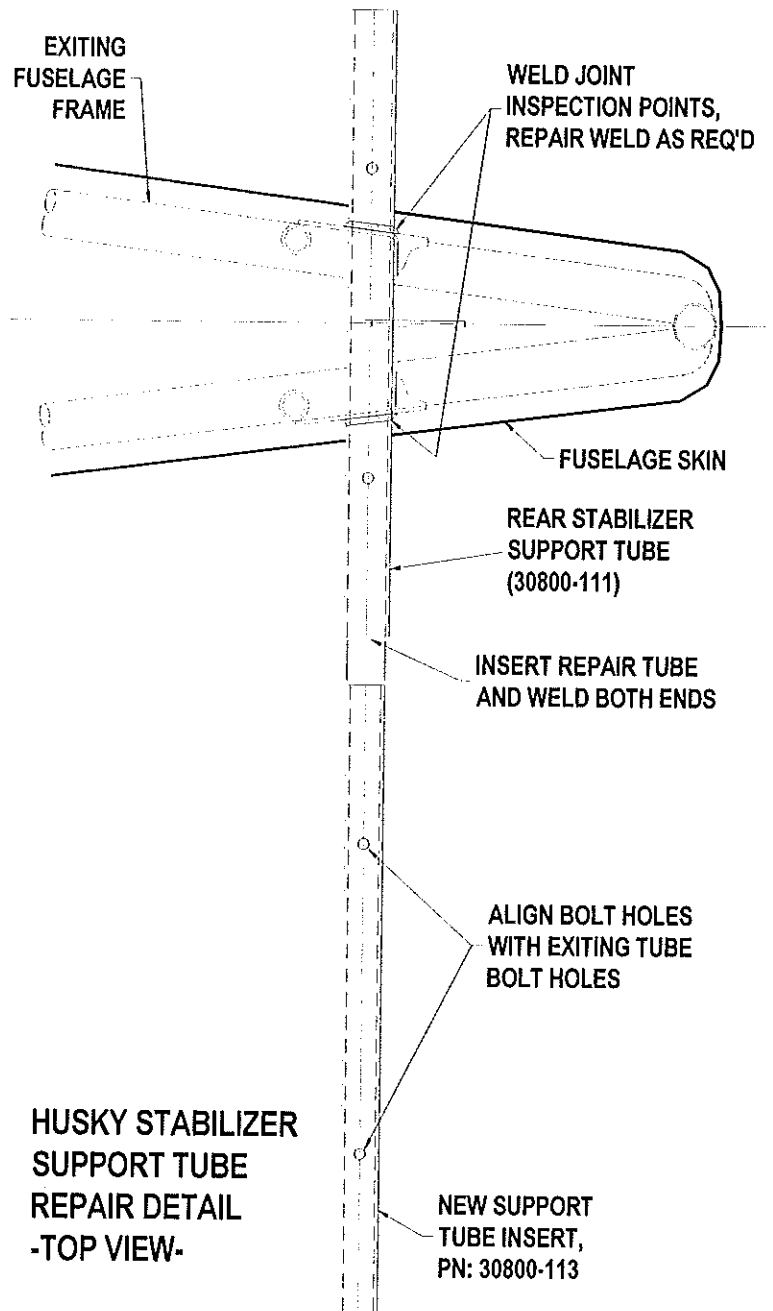 EXITING
FUSELAGE
FRAME
WELD JOINT
INSPECTION POINTS,
REPAIR WELD AS REQ'D
FUSELAGE SKIN
REAR STABILIZER
SUPPORT TUBE
(30800-111)
INSERT REPAIR TUBE
AND WELD BOTH ENDS
ALIGN BOLT HOLES
WITH EXITING TUBE
BOLT HOLES
HUSKY STABILIZER
SUPPORT TUBE
REPAIR DETAIL
-TOP VIEW-
NEW SUPPORT
TUBE INSERT,
PN: 30800-113